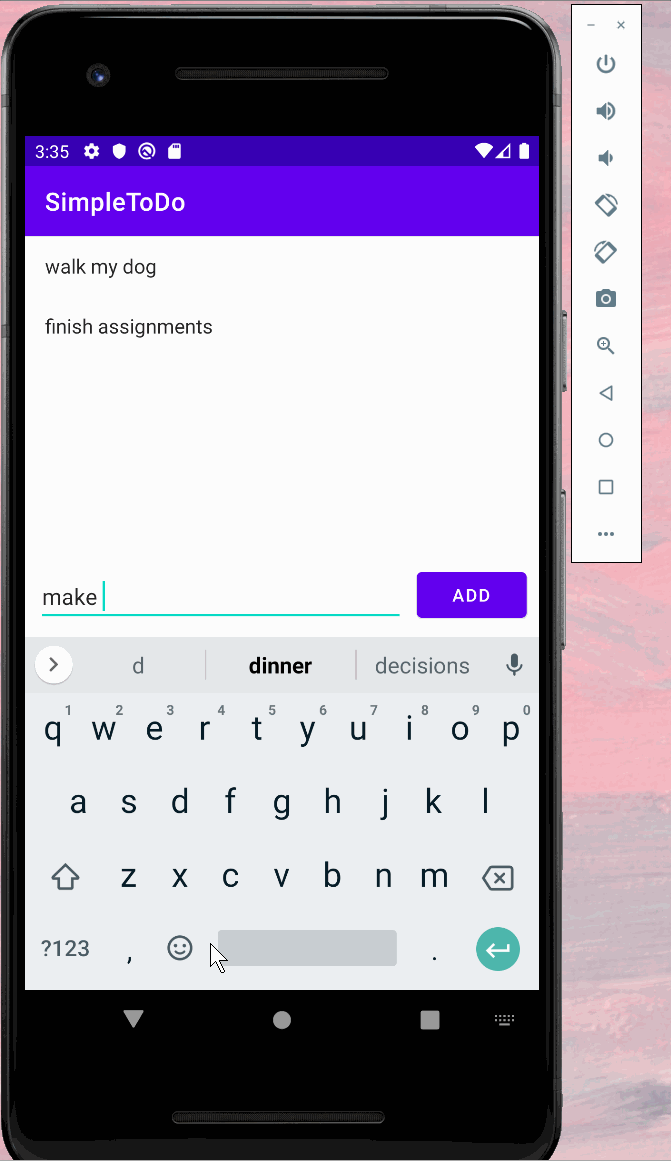 3:35
SimpleToDo
walk my dog
finish assignments
make
ADD
d dinner decisions
1 2 3 4 5 6 7 8 9 0
q w e r t y u i o p
a s d f g h j k l
z x c v b n m
?123 , .